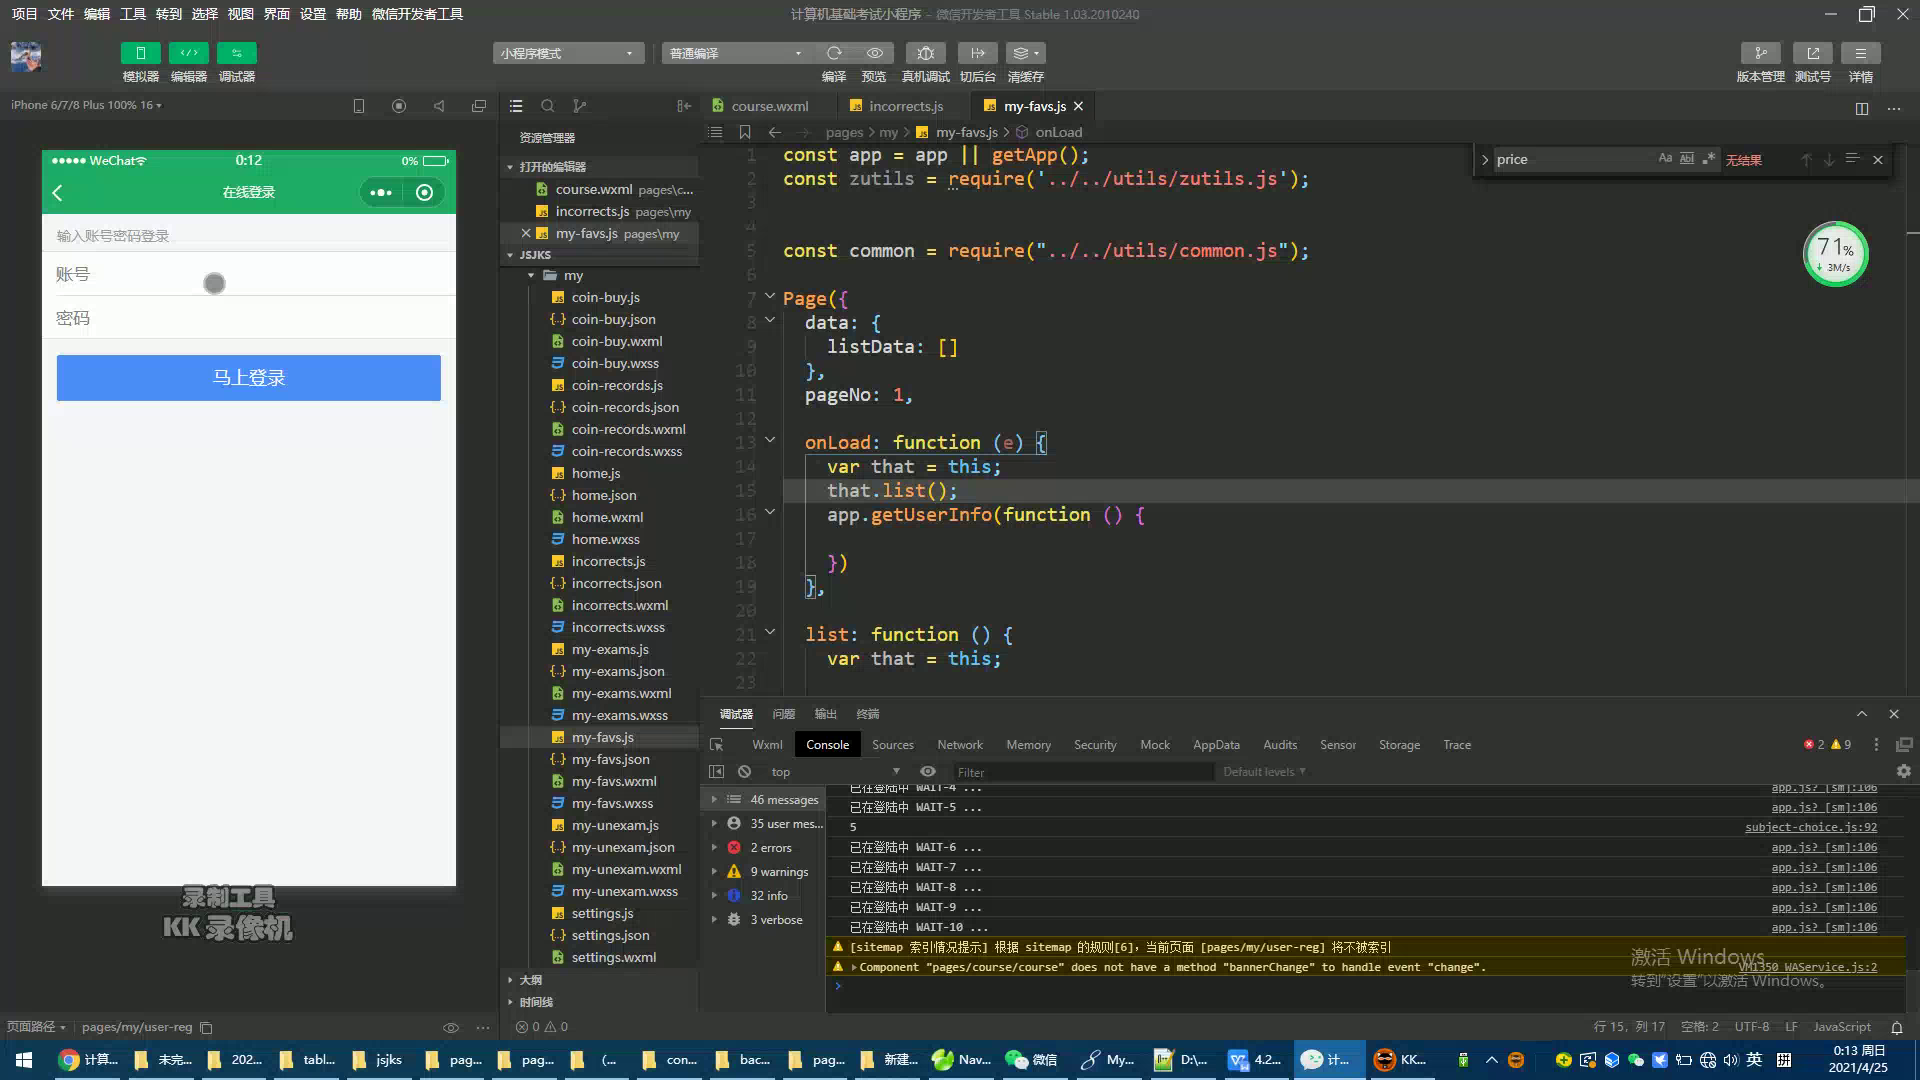 项目 文件 编辑 工具 转到 选择 视图 界面 设置 帮助 微信开发者工具
计算机基础考试小程序 - 微信开发者工具 Stable 1.03.2010240
小程序模式
普通编译
模拟器 编辑器 调试器
编译 预览 真机调试 切后台 清缓存
版本管理 测试号 详情
iPhone 6/7/8 Plus 100% 16
WeChat
0:12
0%
在线登录
输入账号密码登录
账号
密码
马上登录
录制工具
KK 录像机
页面路径
pages/my/user-reg
资源管理器
打开的编辑器
course.wxml pages\c...
incorrects.js pages\my
my-favs.js pages\my
JSJKS
my
coin-buy.js
coin-buy.json
coin-buy.wxml
coin-buy.wxss
coin-records.js
coin-records.json
coin-records.wxml
coin-records.wxss
home.js
home.json
home.wxml
home.wxss
incorrects.js
incorrects.json
incorrects.wxml
incorrects.wxss
my-exams.js
my-exams.json
my-exams.wxml
my-exams.wxss
my-favs.js
my-favs.json
my-favs.wxml
my-favs.wxss
my-unexam.js
my-unexam.json
my-unexam.wxml
my-unexam.wxss
settings.js
settings.json
settings.wxml
大纲
时间线
0 0
course.wxml incorrects.js my-favs.js
pages > my > my-favs.js > onLoad
price
Aa Abl .*
无结果
71%
3M/s
1 const app = app || getApp();
2 const zutils = require('../../utils/zutils.js');
3
4
5 const common = require("../../utils/common.js");
6
7 Page({
8 data: {
9 listData: []
10 },
11 pageNo: 1,
12
13 onLoad: function (e) {
14 var that = this;
15 that.list();
16 app.getUserInfo(function () {
17
18 })
19 },
20
21 list: function () {
22 var that = this;
23
调试器 问题 输出 终端
Wxml Console Sources Network Memory Security Mock AppData Audits Sensor Storage Trace
2 9
top
Filter
Default levels
46 messages
35 user mes...
2 errors
9 warnings
32 info
3 verbose
已在登陆中 WAIT-4 ... app.js? [sm]:106
已在登陆中 WAIT-5 ... app.js? [sm]:106
5 subject-choice.js:92
已在登陆中 WAIT-6 ... app.js? [sm]:106
已在登陆中 WAIT-7 ... app.js? [sm]:106
已在登陆中 WAIT-8 ... app.js? [sm]:106
已在登陆中 WAIT-9 ... app.js? [sm]:106
已在登陆中 WAIT-10 ... app.js? [sm]:106
[sitemap 索引情况提示] 根据 sitemap 的规则[6]，当前页面 [pages/my/user-reg] 将不被索引
Component "pages/course/course" does not have a method "bannerChange" to handle event "change". VM1350 WAService.js:2
激活 Windows
转到"设置"以激活 Windows。
行 15，列 17 空格: 2 UTF-8 LF JavaScript
计算... 未完... 202... tabl... jsjks pag... pag... (... con... bac... pag... 新建... Nav... 微信 My... D:\... 4.2... 计... KK...
英
拼
0:13 周日
2021/4/25